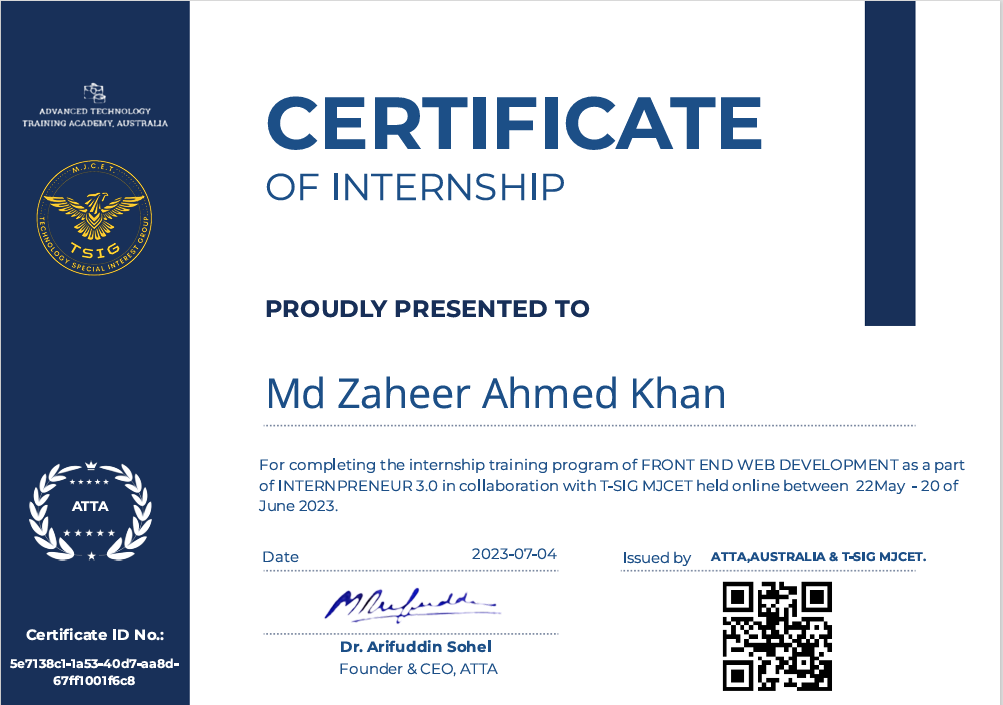 ADVANCED TECHNOLOGY
TRAINING ACADEMY, AUSTRALIA
M.J.C.E.T.
TSIG
TECHNOLOGY SPECIAL INTEREST GROUP
CERTIFICATE
OF INTERNSHIP
PROUDLY PRESENTED TO
Md Zaheer Ahmed Khan
For completing the internship training program of FRONT END WEB DEVELOPMENT as a part
of INTERNPRENEUR 3.0 in collaboration with T-SIG MJCET held online between 22May - 20 of
June 2023.
ATTA
Date 2023-07-04
Issued by ATTA,AUSTRALIA & T-SIG MJCET.
Dr. Arifuddin Sohel
Founder & CEO, ATTA
Certificate ID No.:
5e7138c1-1a53-40d7-aa8d-
67ff1001f6c8